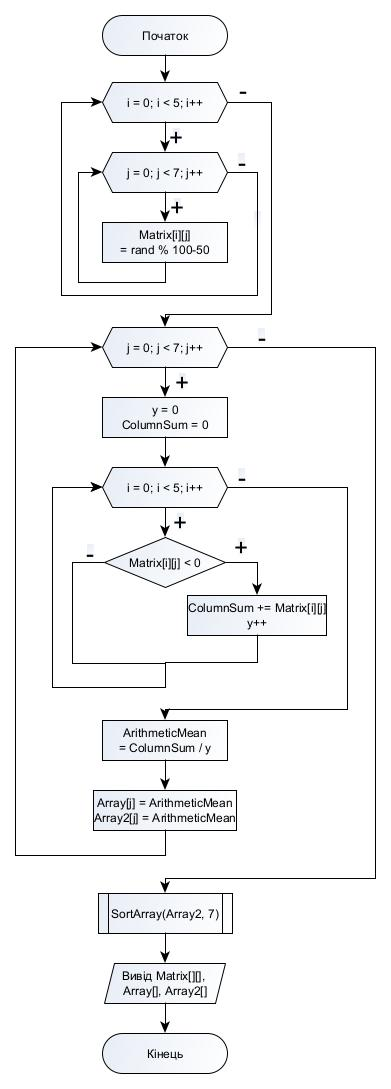 Початок
i = 0; i < 5; i++
-
+
j = 0; j < 7; j++
-
+
Matrix[i][j]
= rand % 100-50
j = 0; j < 7; j++
-
+
y = 0
ColumnSum = 0
i = 0; i < 5; i++
-
+
Matrix[i][j] < 0
-
+
ColumnSum += Matrix[i][j]
y++
ArithmeticMean
= ColumnSum / y
Array[j] = ArithmeticMean
Array2[j] = ArithmeticMean
SortArray(Array2, 7)
Вивід Matrix[][],
Array[], Array2[]
Кінець